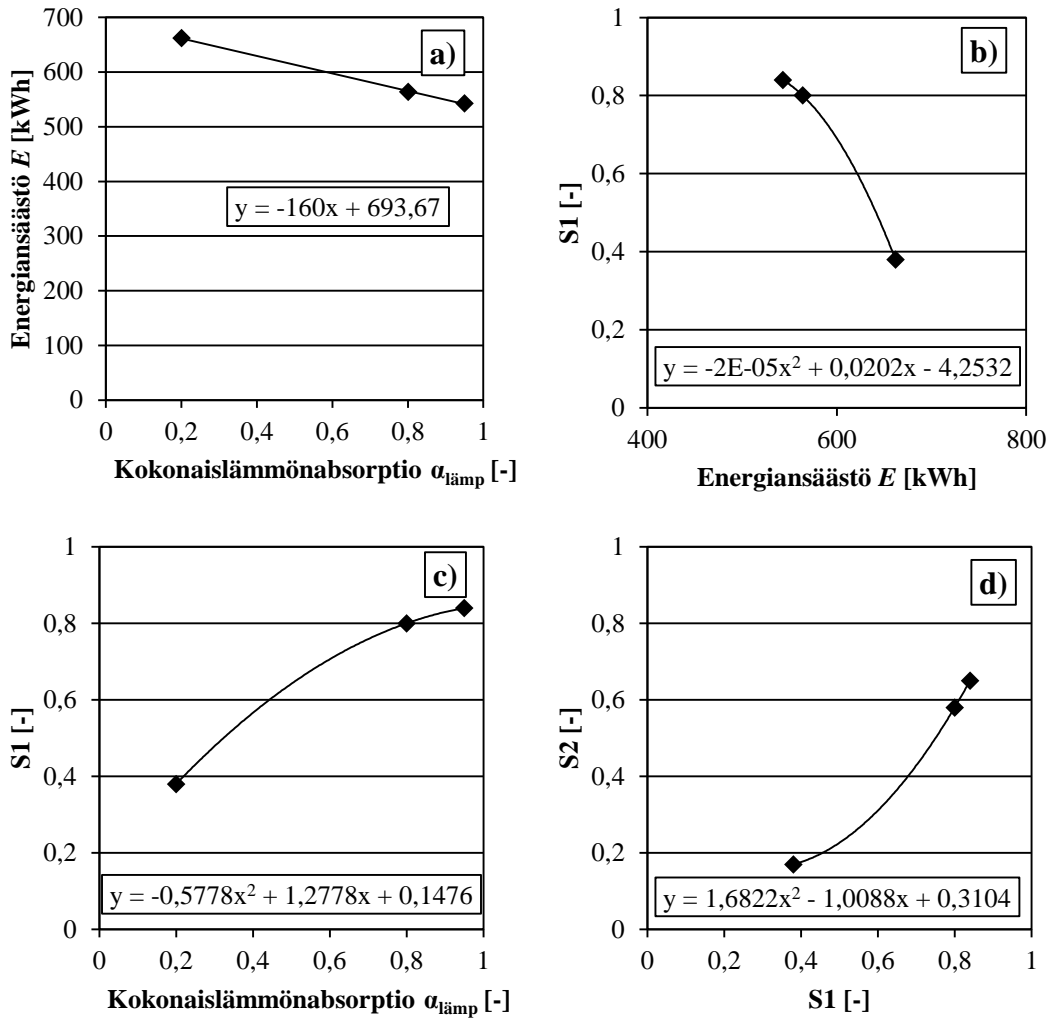 700
600
500
400
300
200
100
0
0
0,2
0,4
0,6
0,8
1
Energiansäästö E [kWh]
Kokonaislämmönabsorptio αlämp [-]
a)
y = -160x + 693,67
1
0,8
0,6
0,4
0,2
0
400
600
800
S1 [-]
Energiansäästö E [kWh]
b)
y = -2E-05x² + 0,0202x - 4,2532
1
0,8
0,6
0,4
0,2
0
0
0,2
0,4
0,6
0,8
1
S1 [-]
Kokonaislämmönabsorptio αlämp [-]
c)
y = -0,5778x² + 1,2778x + 0,1476
1
0,8
0,6
0,4
0,2
0
0
0,2
0,4
0,6
0,8
1
S2 [-]
S1 [-]
d)
y = 1,6822x² - 1,0088x + 0,3104